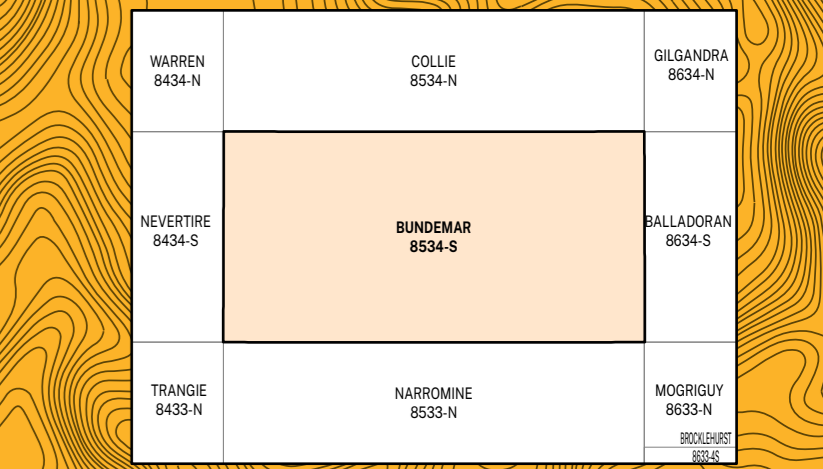 WARREN
8434-N
COLLIE
8534-N
GILGANDRA
8634-N
NEVERTIRE
8434-S
BUNDEMAR
8534-S
BALLADORAN
8634-S
TRANGIE
8433-N
NARROMINE
8533-N
MOGRIGUY
8633-N
BROCKLEHURST
8633-4S